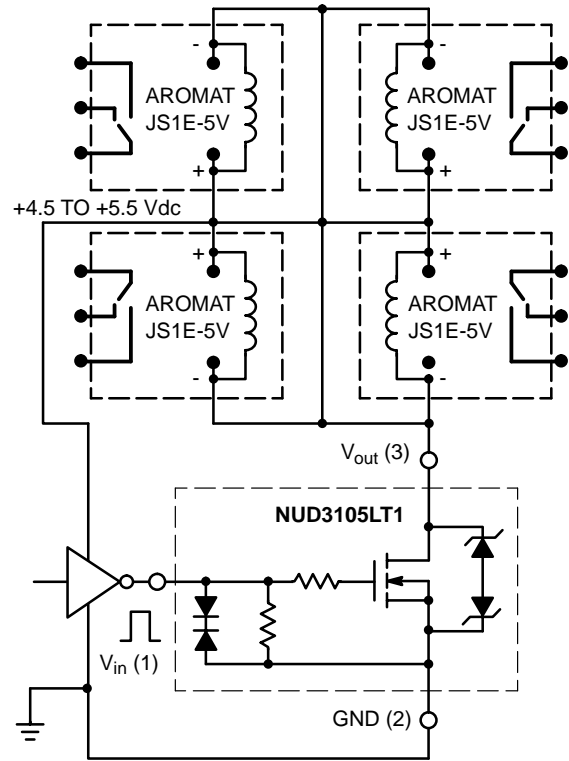 -
-
AROMAT
JS1E-5V
AROMAT
JS1E-5V
+
+
+4.5 TO +5.5 Vdc
+
+
AROMAT
JS1E-5V
AROMAT
JS1E-5V
-
-
Vout (3)
NUD3105LT1
Vin (1)
GND (2)